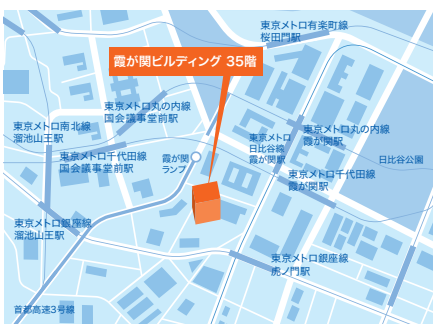 東京メトロ有楽町線
桜田門駅
霞が関ビルディング 35階
東京メトロ丸の内線
国会議事堂前駅
東京メトロ南北線
溜池山王駅
東京メトロ千代田線
国会議事堂前駅
霞が関
ランプ
東京メトロ
日比谷線
霞が関駅
東京メトロ丸の内線
霞が関駅
日比谷公園
東京メトロ千代田線
霞が関駅
東京メトロ銀座線
溜池山王駅
東京メトロ銀座線
虎ノ門駅
首都高速3号線